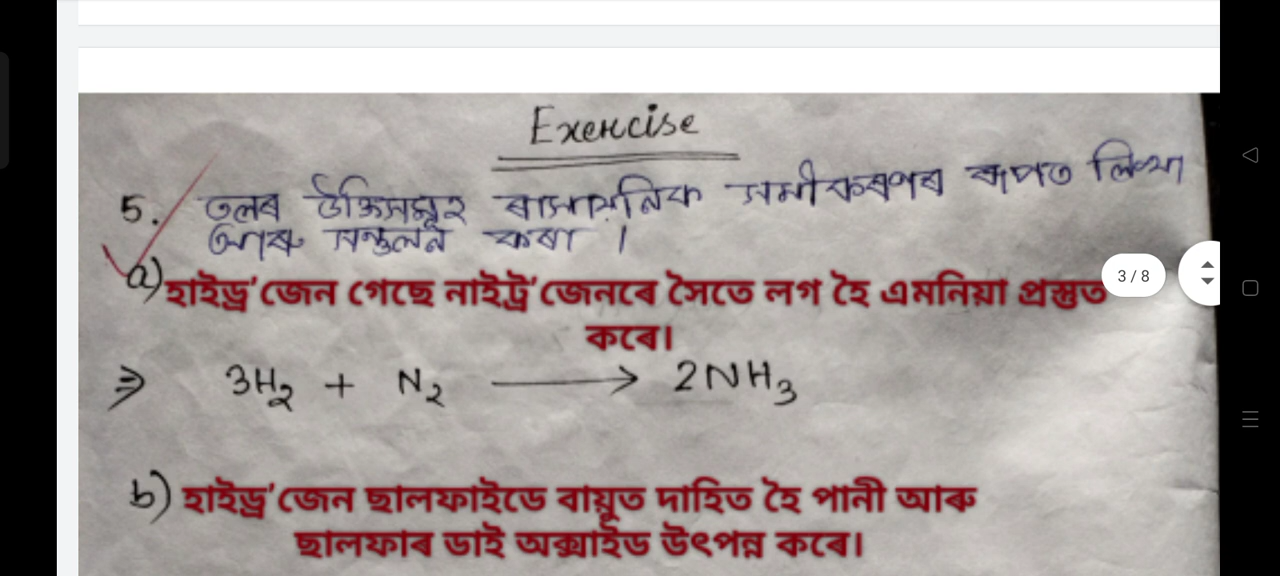 Exercise
5. তলৰ উক্তিসমূহ ৰাসায়নিক সমীকৰণৰ ৰূপত লিখা
আৰু সন্তুলন কৰা ।
a) হাইড্ৰ'জেন গেছে নাইট্ৰ'জেনৰে সৈতে লগ হৈ এমনিয়া প্ৰস্তুত
কৰে।
3/8
⇒ 3H₂ + N₂ ⟶ 2NH₃
b) হাইড্ৰ'জেন ছালফাইডে বায়ুত দাহিত হৈ পানী আৰু
ছালফাৰ ডাই অক্সাইড উৎপন্ন কৰে।